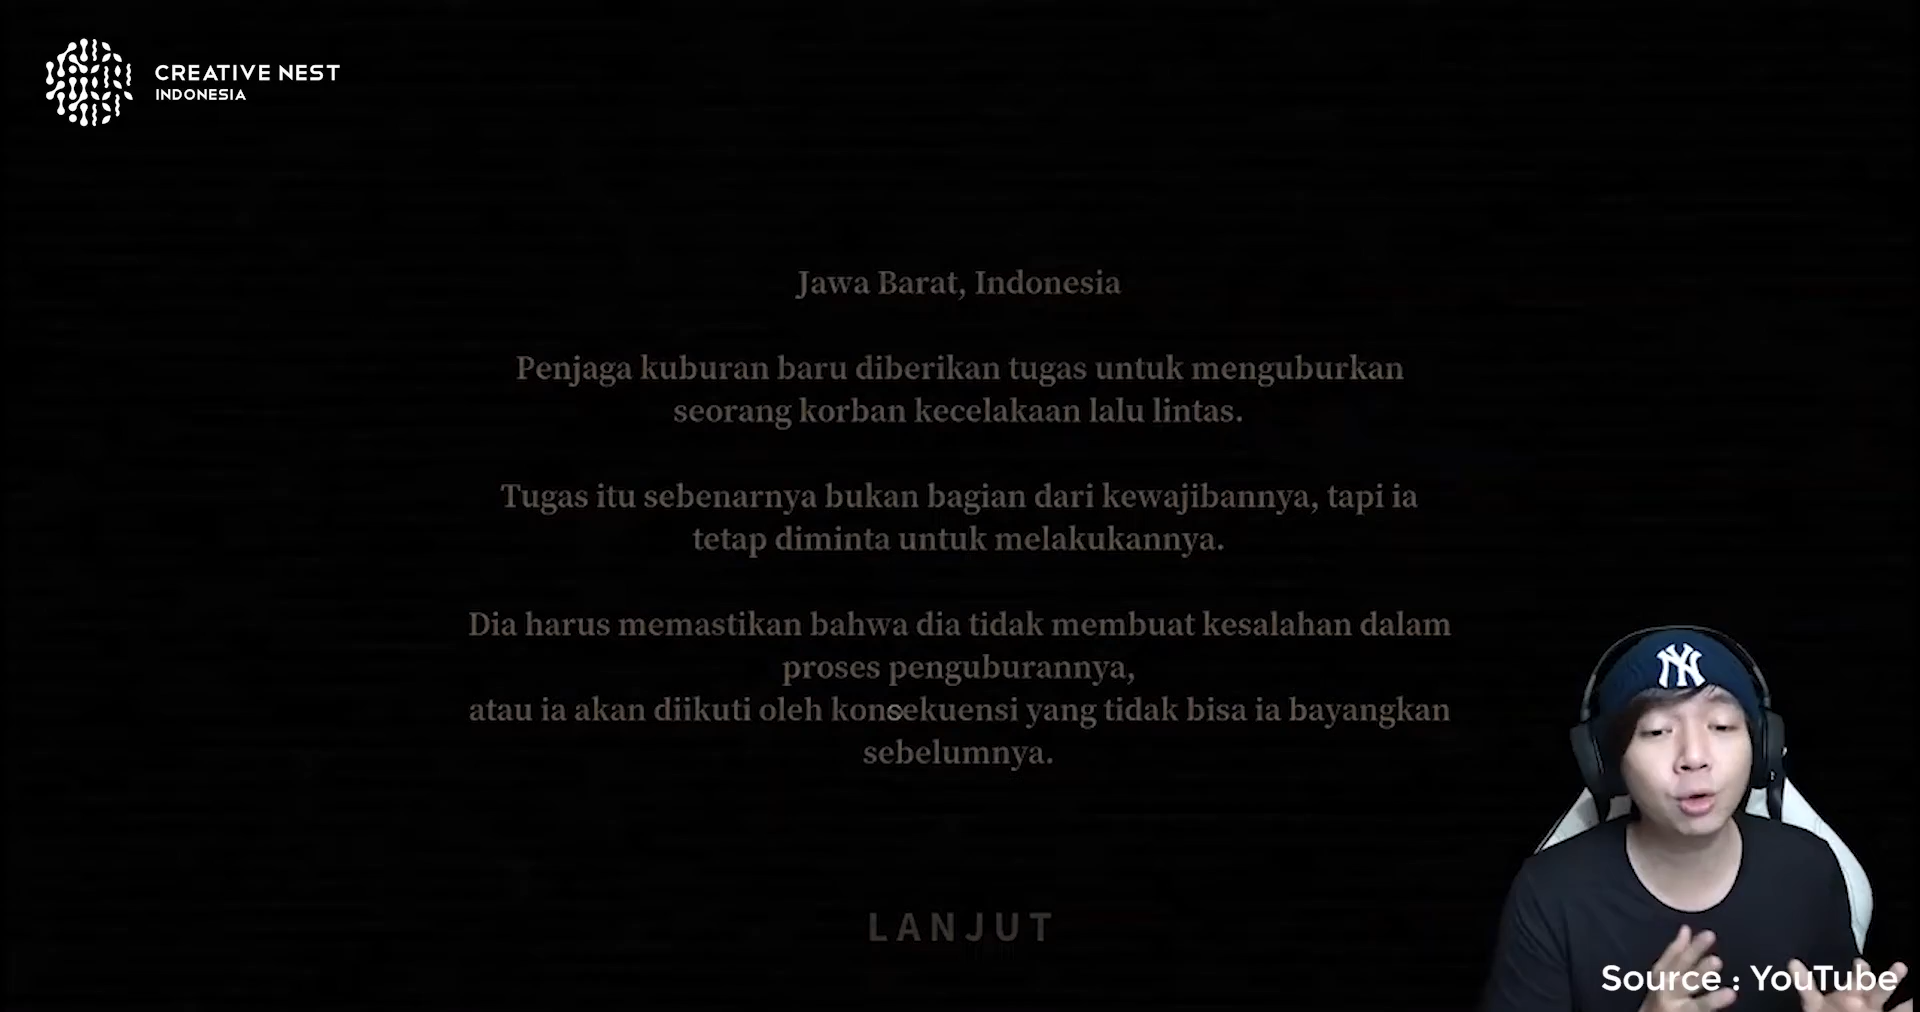 CREATIVE NEST
INDONESIA
Jawa Barat, Indonesia
Penjaga kuburan baru diberikan tugas untuk menguburkan
seorang korban kecelakaan lalu lintas.
Tugas itu sebenarnya bukan bagian dari kewajibannya, tapi ia
tetap diminta untuk melakukannya.
Dia harus memastikan bahwa dia tidak membuat kesalahan dalam
proses penguburannya,
atau ia akan diikuti oleh konsekuensi yang tidak bisa ia bayangkan
sebelumnya.
LANJUT
NY
Source : YouTube